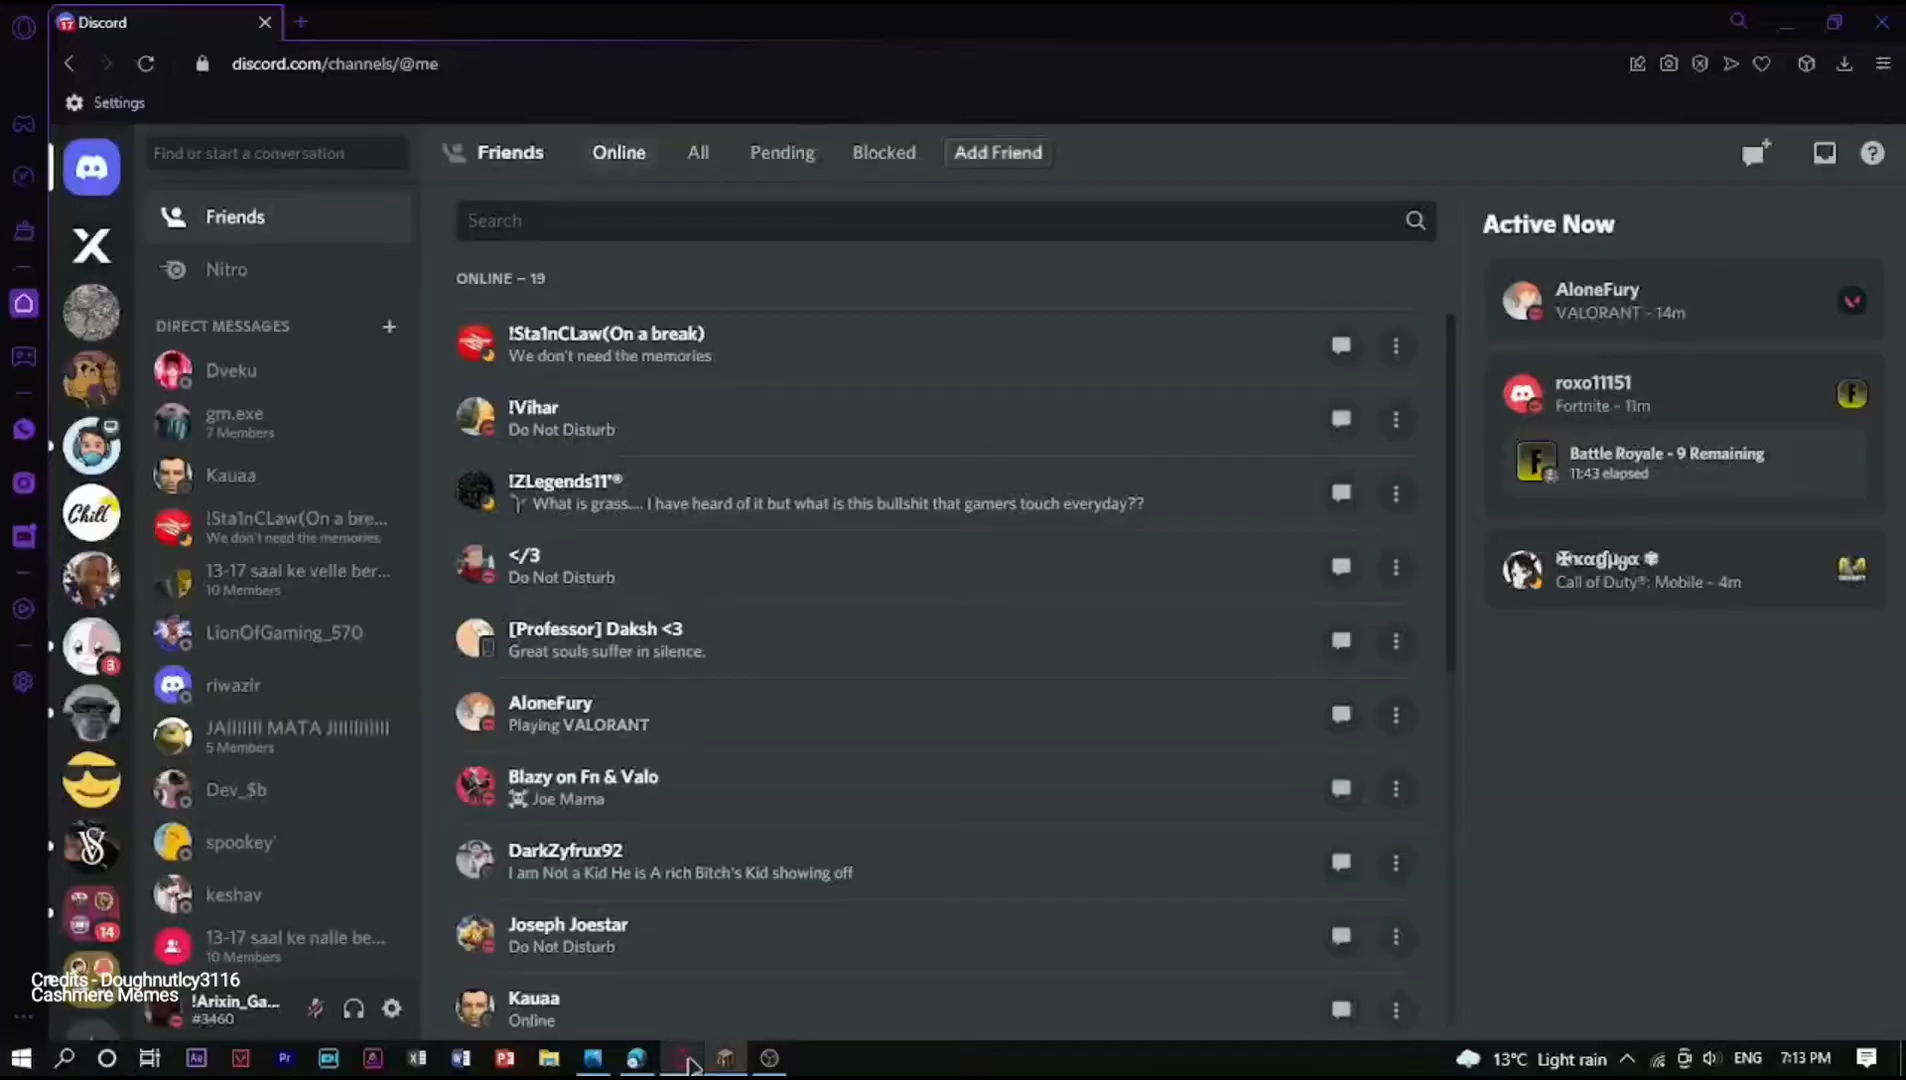 Discord
discord.com/channels/@me
Settings
Find or start a conversation
Friends
Online
All
Pending
Blocked
Add Friend
Friends
Nitro
DIRECT MESSAGES
Dveku
gm.exe
7 Members
Kauaa
!Sta1nCLaw(On a bre...
We don't need the memories
13-17 saal ke velle ber...
10 Members
LionOfGaming_570
riwazir
5 Members
Dev_$b
spookey'
keshav
13-17 saal ke nalle be...
10 Members
!Arixin_Ga...
#3460
Credits - DoughnutIcy3116
Cashmere Memes
Chill
3
14
Search
ONLINE – 19
!Sta1nCLaw(On a break)
We don't need the memories
!Vihar
Do Not Disturb
!ZLegends11"®
What is grass.... I have heard of it but what is this bullshit that gamers touch everyday??
</3
Do Not Disturb
[Professor] Daksh <3
Great souls suffer in silence.
AloneFury
Playing VALORANT
Blazy on Fn & Valo
Joe Mama
DarkZyfrux92
I am Not a Kid He is A rich Bitch's Kid showing off
Joseph Joestar
Do Not Disturb
Kauaa
Online
Active Now
AloneFury
VALORANT - 14m
roxo11151
Fortnite - 11m
Battle Royale - 9 Remaining
11:43 elapsed
Call of Duty®: Mobile - 4m
13°C Light rain
ENG
7:13 PM